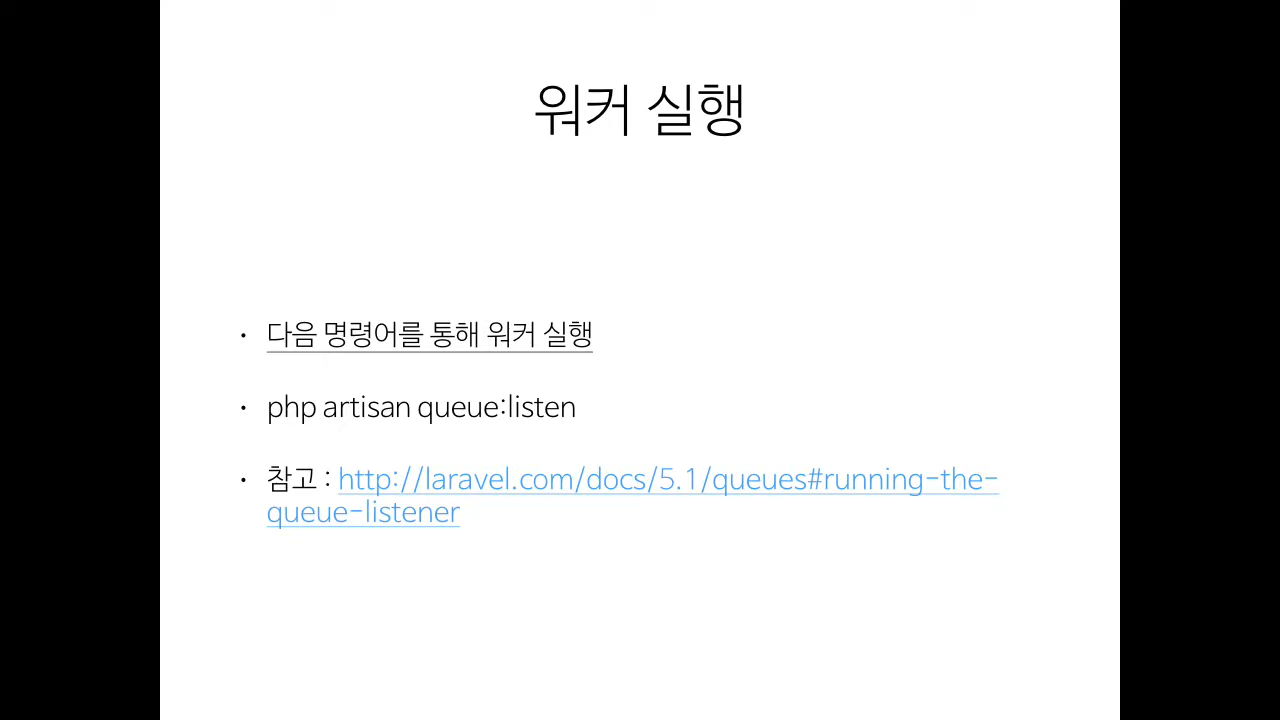 워커 실행
• 다음 명령어를 통해 워커 실행
• php artisan queue:listen
• 참고 : http://laravel.com/docs/5.1/queues#running-the-
queue-listener